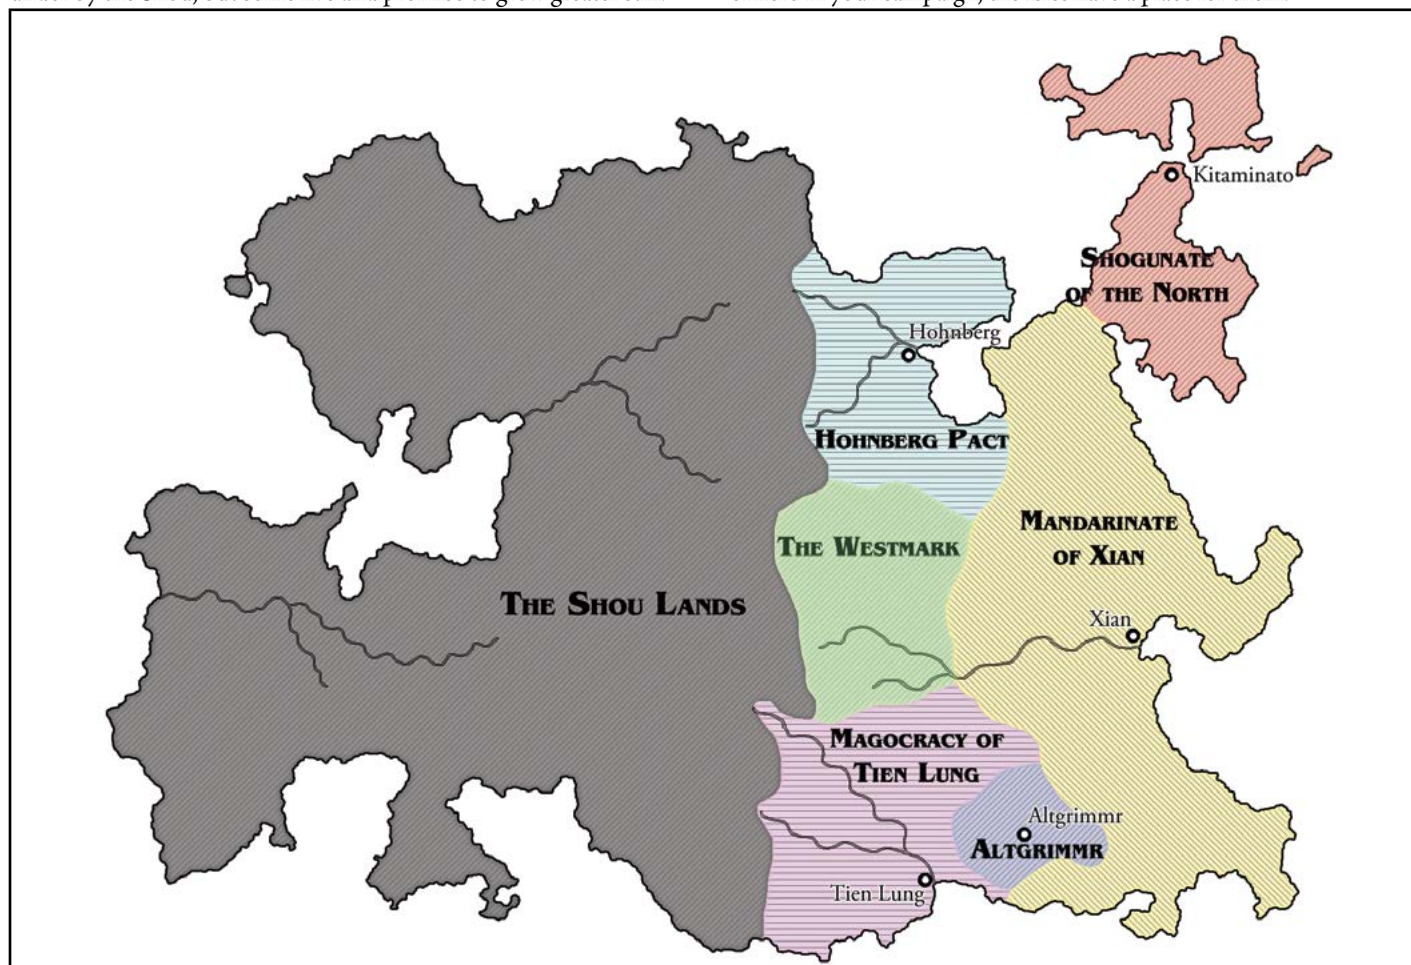 Kitaminato
SHOGUNATE
OF THE NORTH
Hohnberg
HOHNBERG PACT
MANDARINATE
OF XIAN
THE WESTMARK
THE SHOU LANDS
Xian
MAGOCRACY OF
TIEN LUNG
Altgrimmr
ALTGRIMMR
Tien Lung